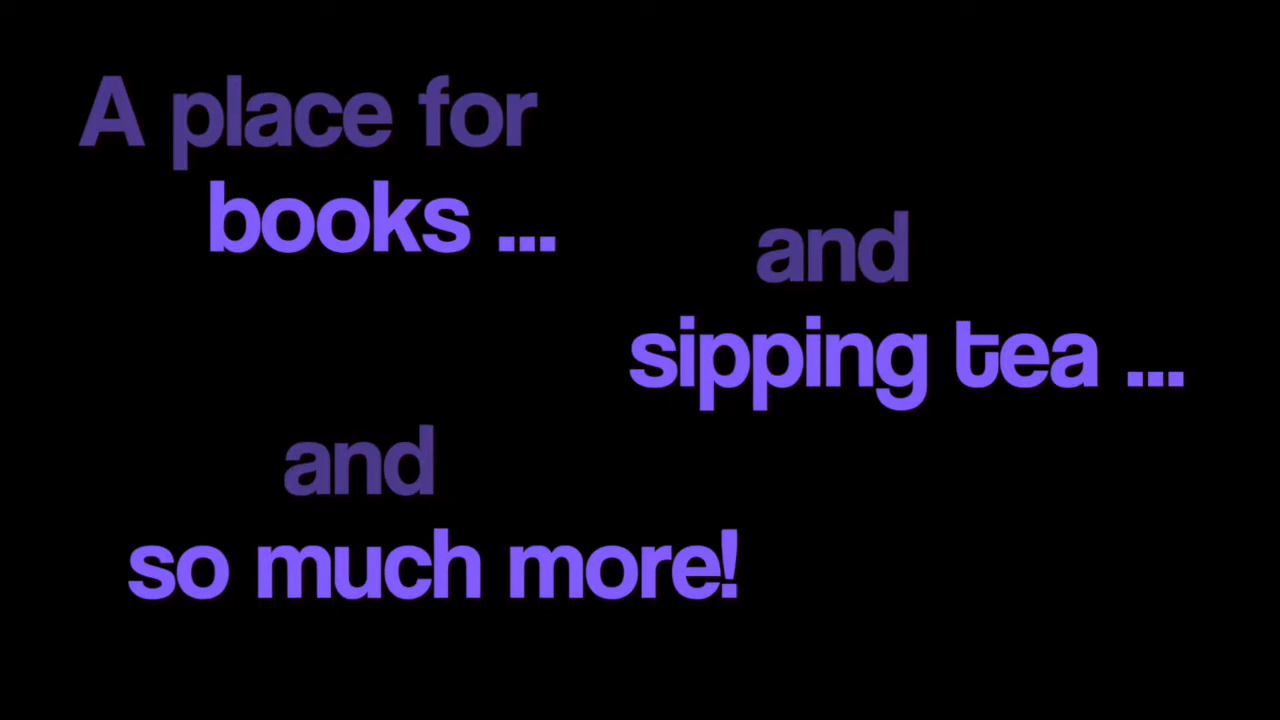 A place for
books ...
and
sipping tea ...
and
so much more!